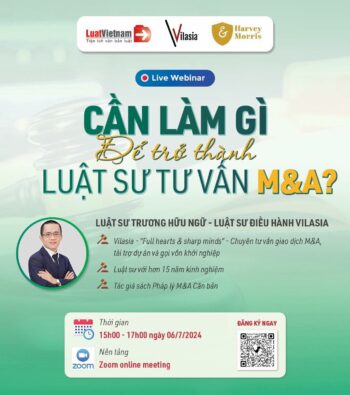 LuatVietnam
Tiện ích văn bản luật
Vilasia
Harvey
Morris
Live Webinar
CẦN LÀM GÌ
Để trở thành
LUẬT SƯ TƯ VẤN M&A?
LUẬT SƯ TRƯƠNG HỮU NGỮ - LUẬT SƯ ĐIỀU HÀNH VILASIA
Vilasia - "Full hearts & sharp minds" - Chuyên tư vấn giao dịch M&A,
tài trợ dự án và gọi vốn khởi nghiệp
Luật sư với hơn 15 năm kinh nghiệm
Tác giả sách Pháp lý M&A Căn bản
Thời gian
15h00 - 17h00 ngày 06/7/2024
Nền tảng
zoom
Zoom online meeting
ĐĂNG KÝ NGAY